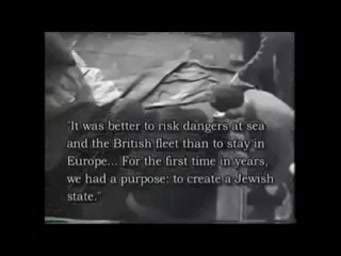 "It was better to risk dangers at sea
and the British fleet than to stay in
Europe... For the first time in years,
we had a purpose: to create a Jewish
state."